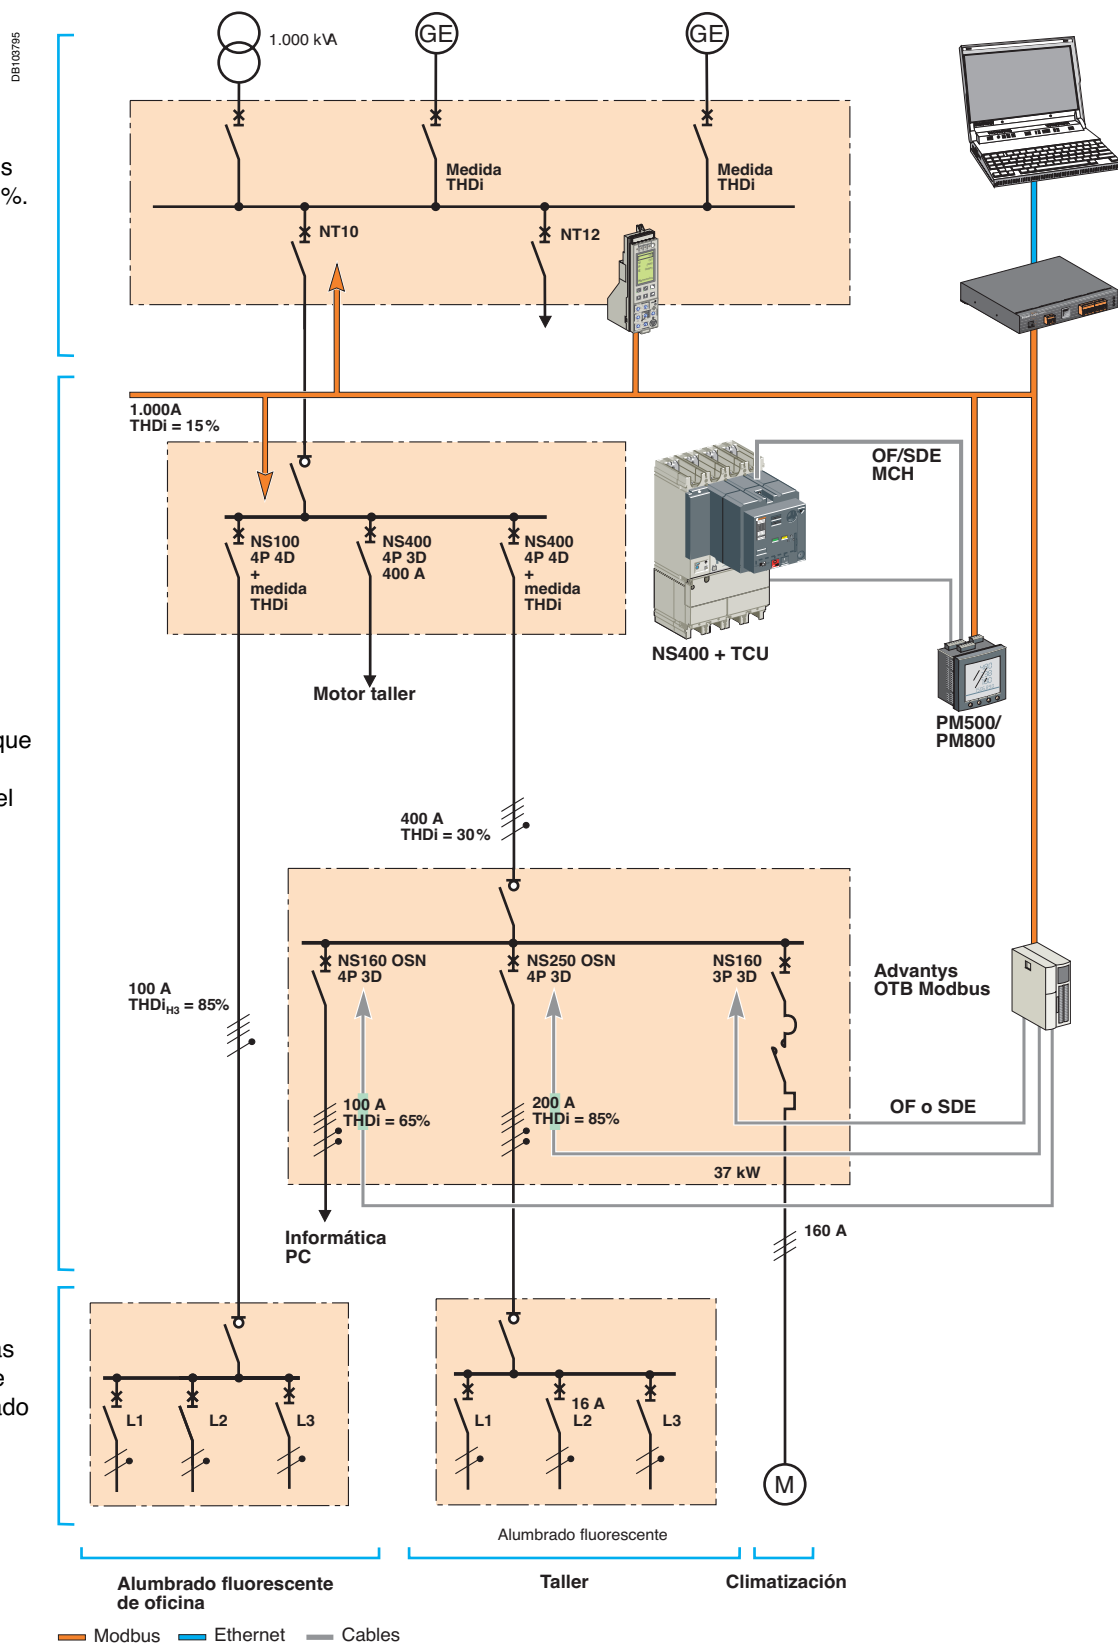 DB103795
1.000 kVA
GE
GE
s
%.
Medida
THDi
Medida
THDi
NT10
NT12
1.000A
THDi = 15%
OF/SDE
MCH
NS100
4P 4D
+
medida
THDi
NS400
4P 3D
400 A
NS400
4P 4D
+
medida
THDi
NS400 + TCU
Motor taller
PM500/
PM800
que
el
400 A
THDi = 30%
NS160 OSN
4P 3D
NS250 OSN
4P 3D
NS160
3P 3D
Advantys
OTB Modbus
100 A
THDiH3 = 85%
100 A
THDi = 65%
200 A
THDi = 85%
OF o SDE
37 kW
160 A
Informática
PC
as
e
ado
L1
L2
L3
L1
16 A
L2
L3
M
Alumbrado fluorescente
Alumbrado fluorescente
de oficina
Taller
Climatización
Modbus
Ethernet
Cables